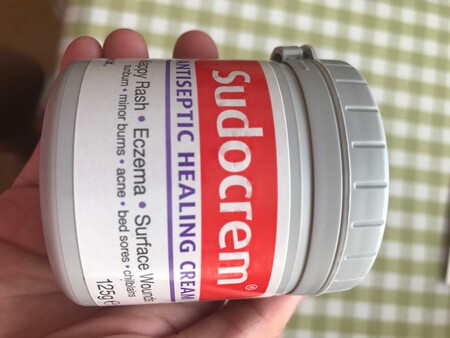 Sudocrem®
ANTISEPTIC HEALING CREAM
Rash • Eczema • Surface Wounds
• minor burns • acne • bed sores • chilblains
125g e